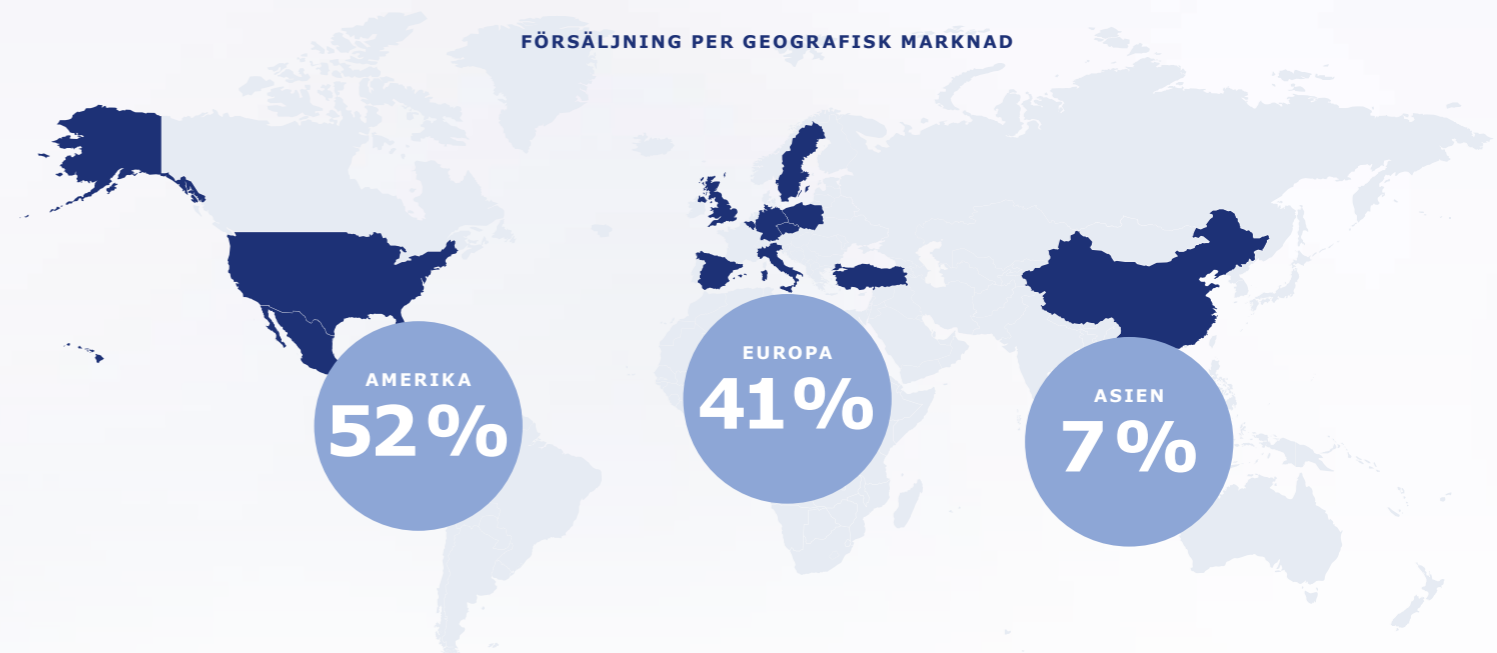 FÖRSÄLJNING PER GEOGRAFISK MARKNAD
AMERIKA
52 %
EUROPA
41 %
ASIEN
7 %